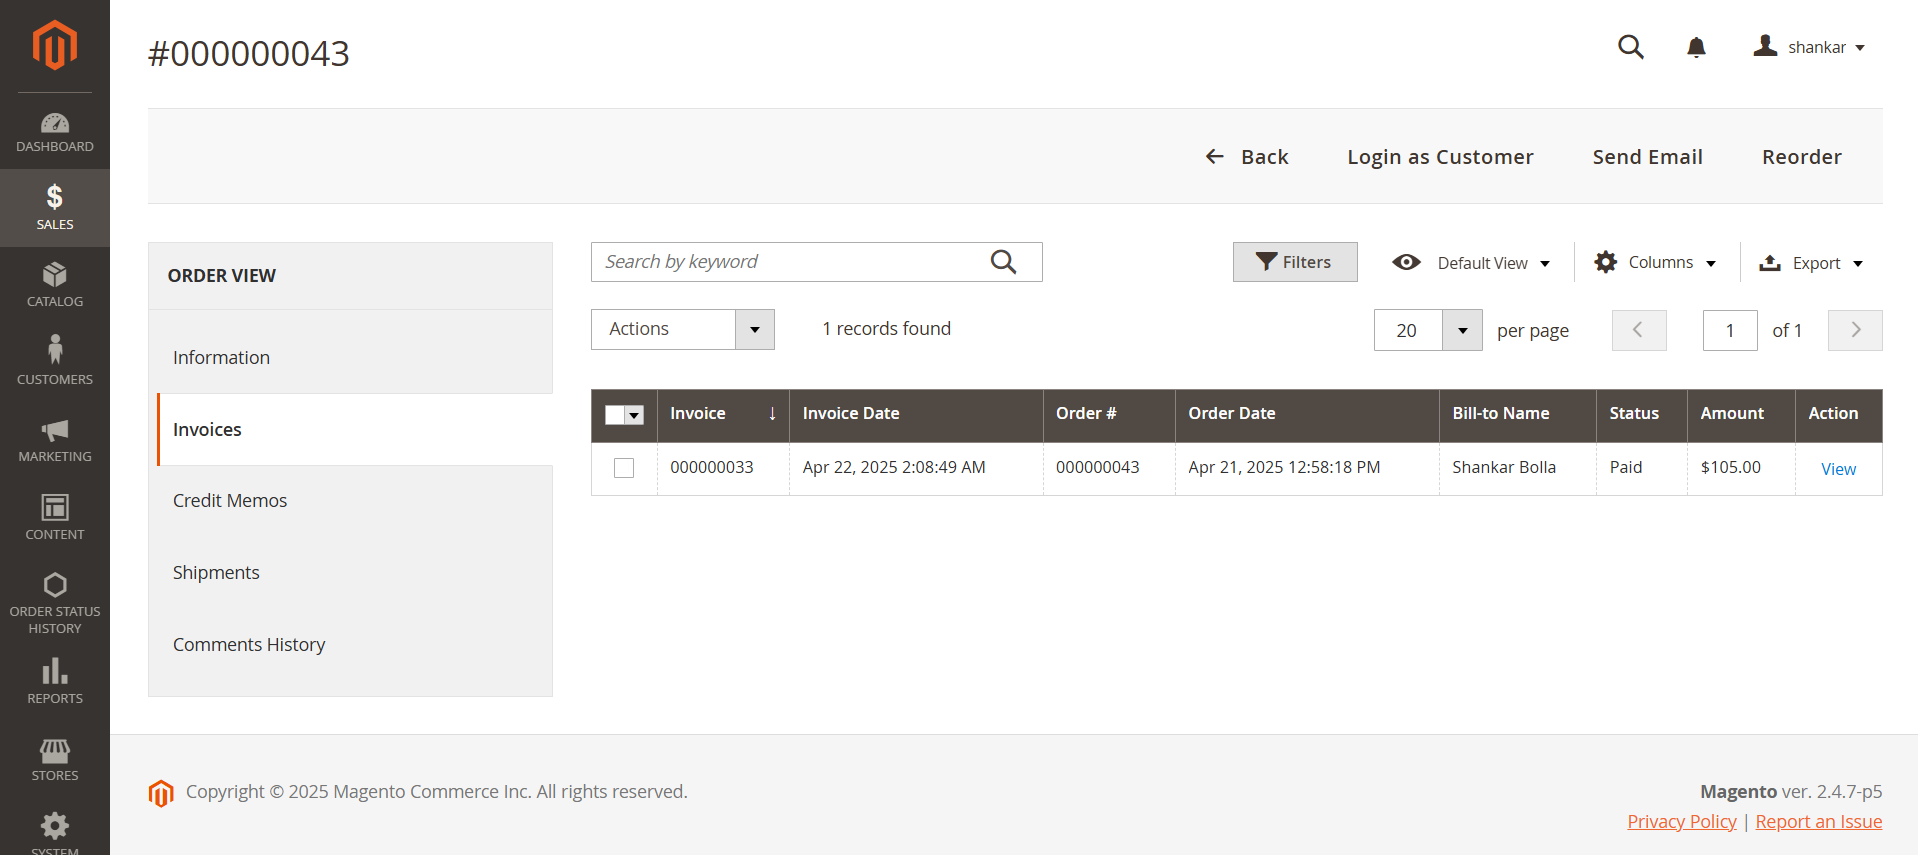 #000000043
shankar
DASHBOARD
SALES
CATALOG
CUSTOMERS
MARKETING
CONTENT
ORDER STATUS
HISTORY
REPORTS
STORES
SYSTEM
Back
Login as Customer
Send Email
Reorder
ORDER VIEW
Information
Invoices
Credit Memos
Shipments
Comments History
Search by keyword
Filters
Default View
Columns
Export
Actions
1 records found
20
per page
1
of 1
Invoice ↓ Invoice Date Order # Order Date Bill-to Name Status Amount Action
000000033 Apr 22, 2025 2:08:49 AM 000000043 Apr 21, 2025 12:58:18 PM Shankar Bolla Paid $105.00 View
Copyright © 2025 Magento Commerce Inc. All rights reserved.
Magento ver. 2.4.7-p5
Privacy Policy | Report an Issue